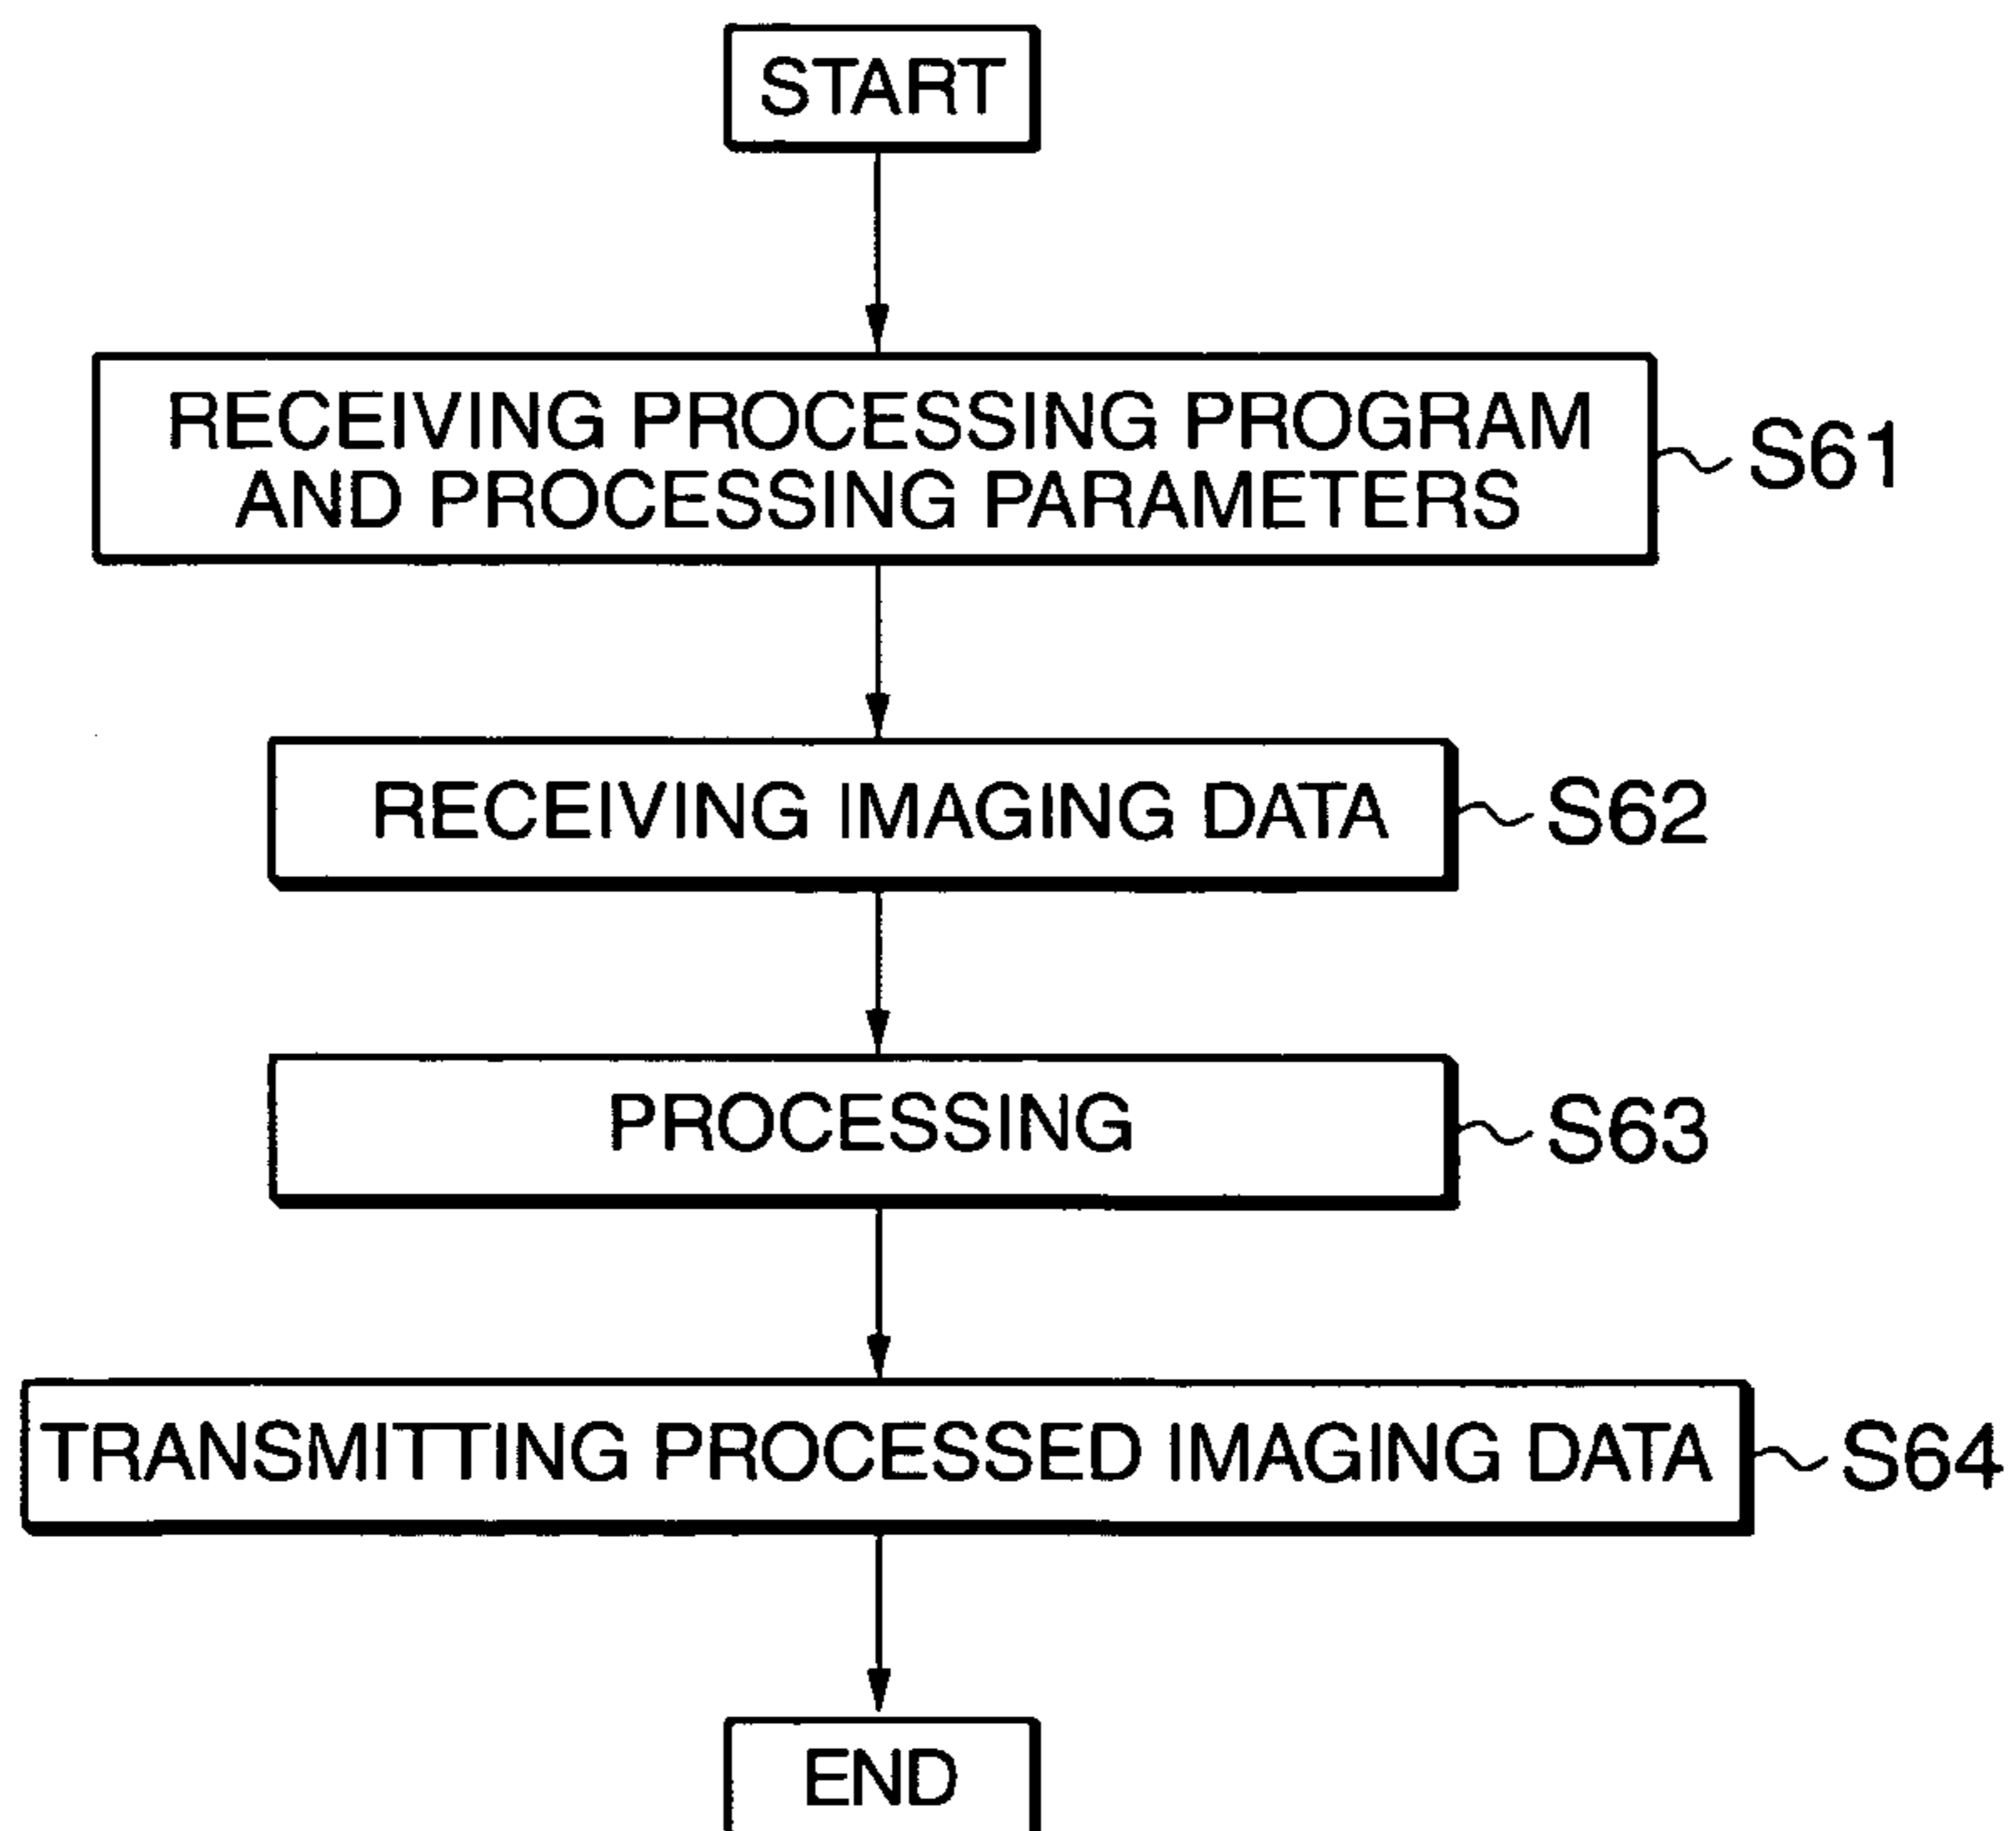 START
RECEIVING PROCESSING PROGRAM
AND PROCESSING PARAMETERS
S61
RECEIVING IMAGING DATA
S62
PROCESSING
S63
TRANSMITTING PROCESSED IMAGING DATA
S64
END